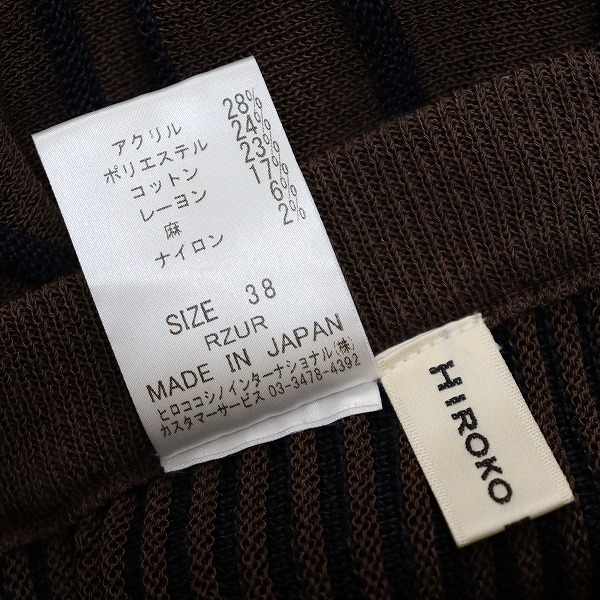 アクリル 28%
ポリエステル 24%
コットン 23%
レーヨン 17%
麻 6%
ナイロン 2%
SIZE 38
RZUR
MADE IN JAPAN
ヒロココシノインターナショナル(株)
カスタマーサービス 03-3478-4392
HIROKO